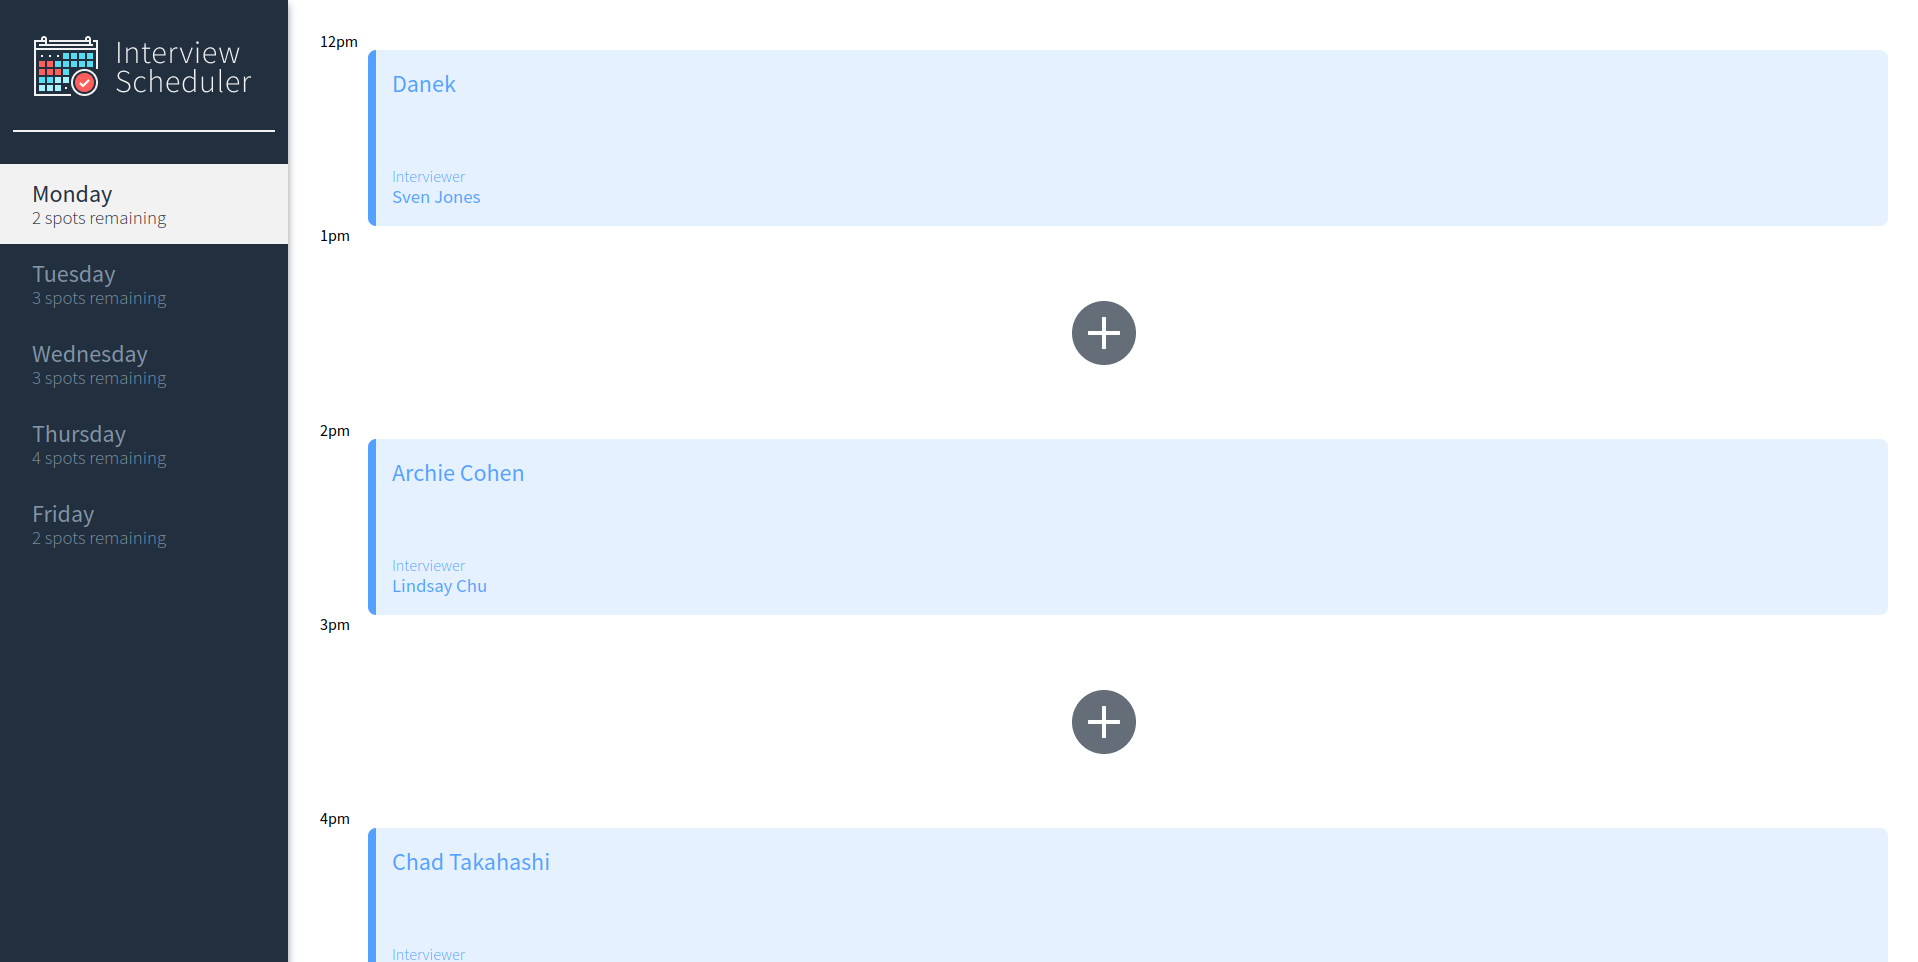 Interview
Scheduler
Monday
2 spots remaining
Tuesday
3 spots remaining
Wednesday
3 spots remaining
Thursday
4 spots remaining
Friday
2 spots remaining
12pm
Danek
Interviewer
Sven Jones
1pm
2pm
Archie Cohen
Interviewer
Lindsay Chu
3pm
4pm
Chad Takahashi
Interviewer